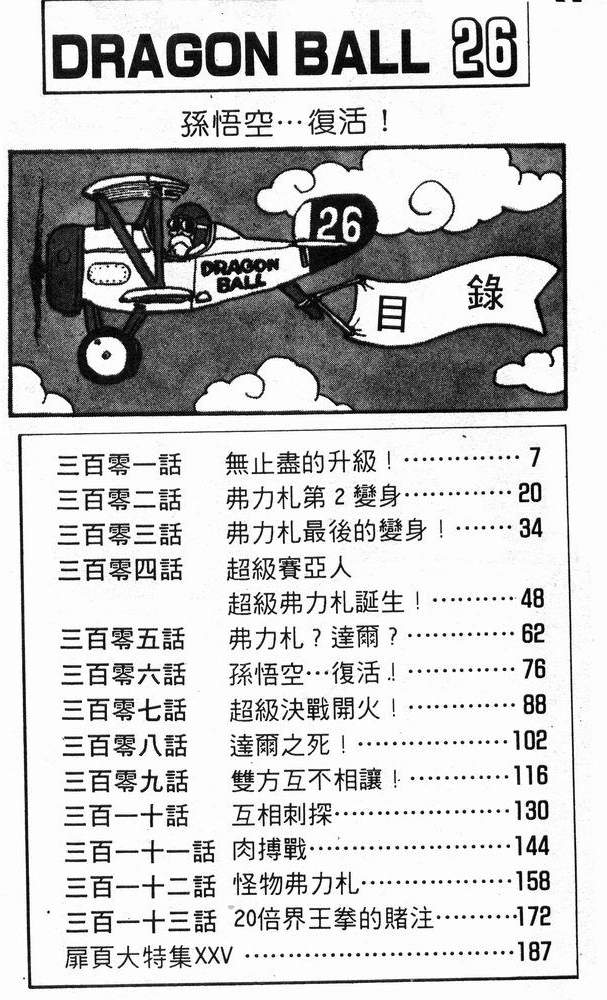 DRAGON BALL 26
孫悟空…復活！
26
DRAGON
BALL
目 錄
三百零一話 無止盡的升級！…………… 7
三百零二話 弗力札第2變身…………… 20
三百零三話 弗力札最後的變身！……… 34
三百零四話 超級賽亞人
超級弗力札誕生！………… 48
三百零五話 弗力札？達爾？…………… 62
三百零六話 孫悟空…復活！…………… 76
三百零七話 超級決戰開火！…………… 88
三百零八話 達爾之死！………………… 102
三百零九話 雙方互不相讓！…………… 116
三百一十話 互相刺探…………………… 130
三百一十一話 肉搏戰…………………… 144
三百一十二話 怪物弗力札……………… 158
三百一十三話 20倍界王拳的賭注……… 172
扉頁大特集XXV ………………………… 187